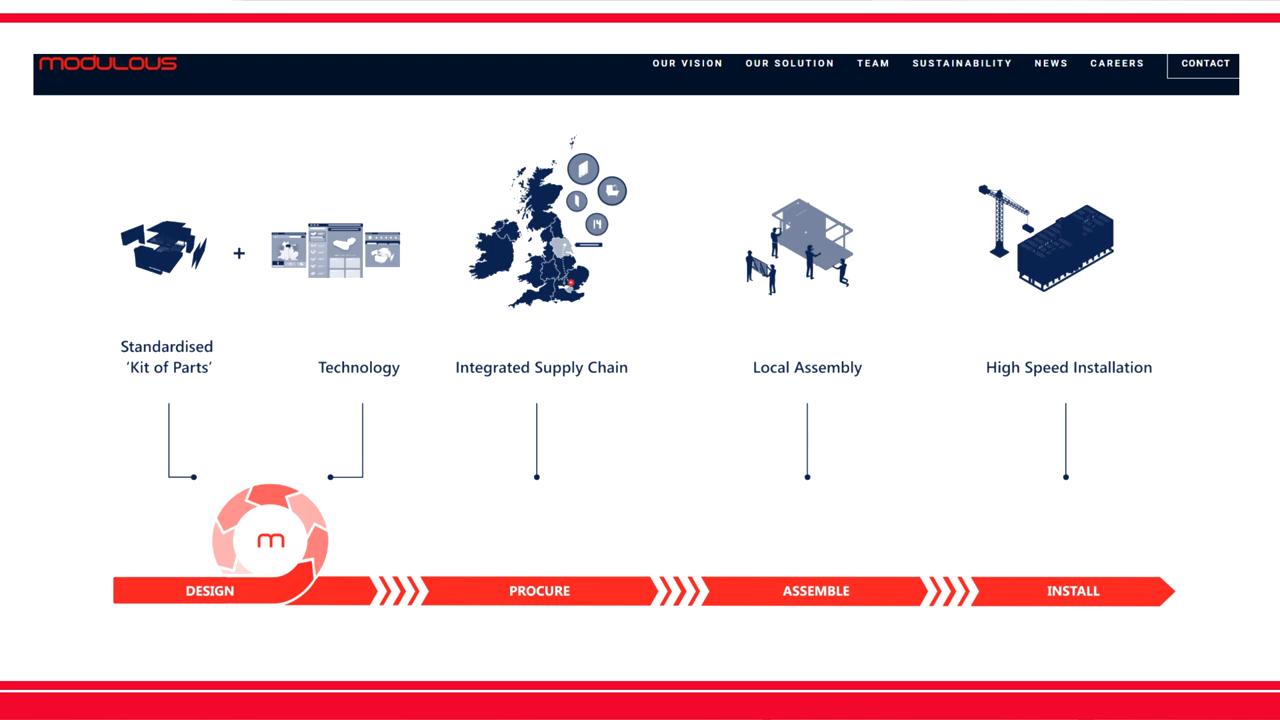 MODULOUS
OUR VISION OUR SOLUTION TEAM SUSTAINABILITY NEWS CAREERS CONTACT
14
Standardised
‘Kit of Parts’
Technology
Integrated Supply Chain
Local Assembly
High Speed Installation
m
DESIGN
PROCURE
ASSEMBLE
INSTALL